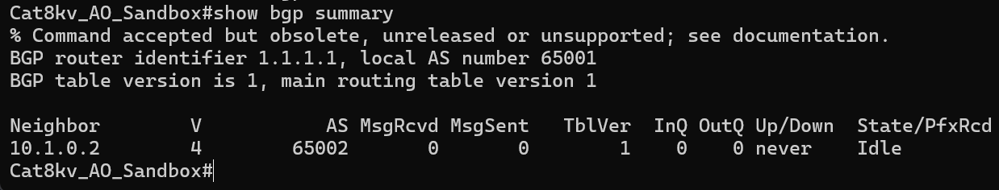 Cat8kv_AO_Sandbox#show bgp summary
% Command accepted but obsolete, unreleased or unsupported; see documentation.
BGP router identifier 1.1.1.1, local AS number 65001
BGP table version is 1, main routing table version 1
Neighbor V AS MsgRcvd MsgSent TblVer InQ OutQ Up/Down State/PfxRcd
10.1.0.2 4 65002 0 0 1 0 0 never Idle
Cat8kv_AO_Sandbox#